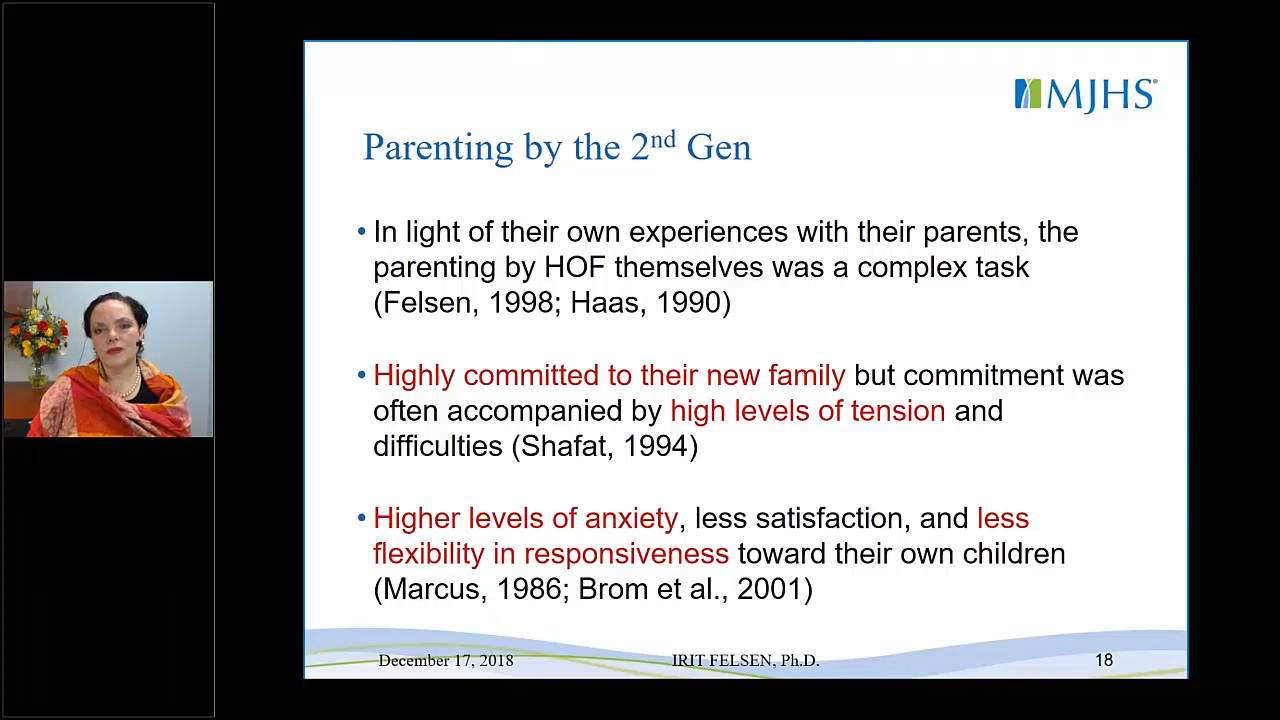 MJHS
Parenting by the 2nd Gen
• In light of their own experiences with their parents, the
parenting by HOF themselves was a complex task
(Felsen, 1998; Haas, 1990)
• Highly committed to their new family but commitment was
often accompanied by high levels of tension and
difficulties (Shafat, 1994)
• Higher levels of anxiety, less satisfaction, and less
flexibility in responsiveness toward their own children
(Marcus, 1986; Brom et al., 2001)
December 17, 2018 IRIT FELSEN, Ph.D. 18